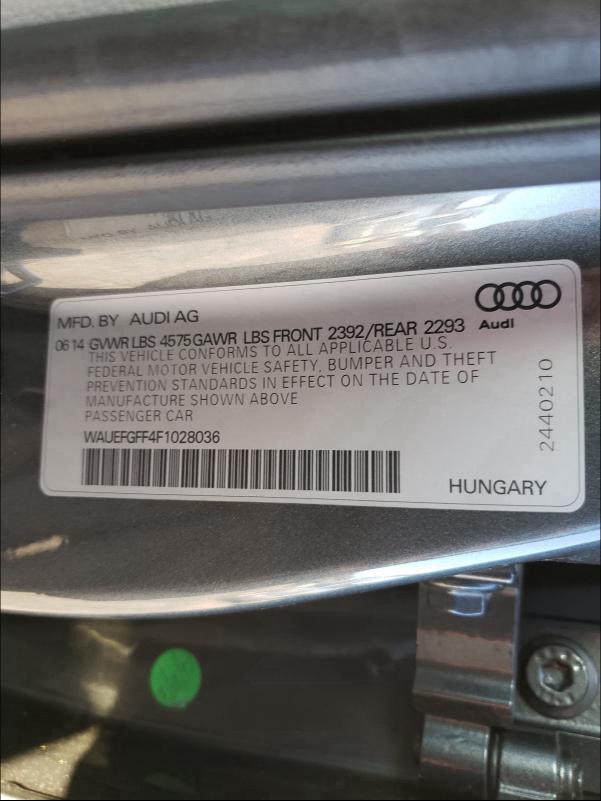 MFD. BY AUDI AG
Audi
06 14 GVWR LBS 4575 GAWR LBS FRONT 2392/REAR 2293
THIS VEHICLE CONFORMS TO ALL APPLICABLE U.S.
FEDERAL MOTOR VEHICLE SAFETY, BUMPER AND THEFT
PREVENTION STANDARDS IN EFFECT ON THE DATE OF
MANUFACTURE SHOWN ABOVE
PASSENGER CAR
WAUEFGFF4F1028036
HUNGARY
2440210